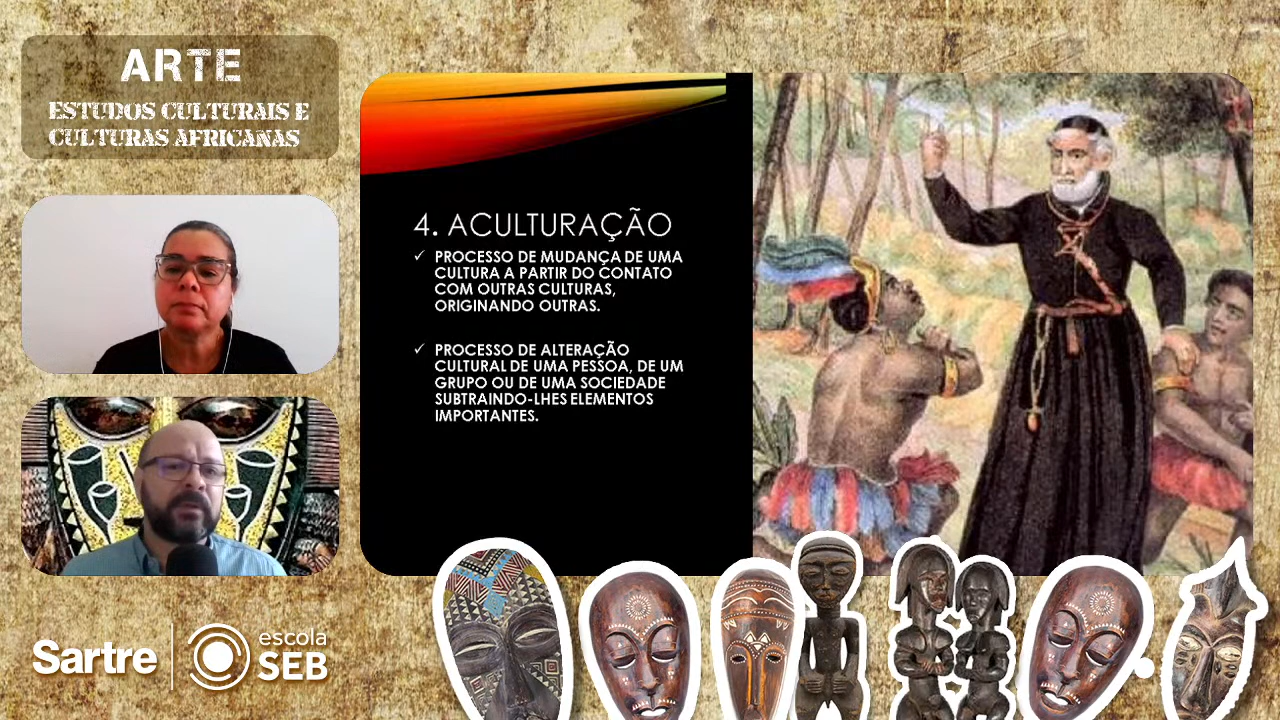 ARTE
ESTUDOS CULTURAIS E
CULTURAS AFRICANAS
4. ACULTURAÇÃO
✓ PROCESSO DE MUDANÇA DE UMA
CULTURA A PARTIR DO CONTATO
COM OUTRAS CULTURAS,
ORIGINANDO OUTRAS.
✓ PROCESSO DE ALTERAÇÃO
CULTURAL DE UMA PESSOA, DE UM
GRUPO OU DE UMA SOCIEDADE
SUBTRAINDO-LHES ELEMENTOS
IMPORTANTES.
Sartre
escola
SEB